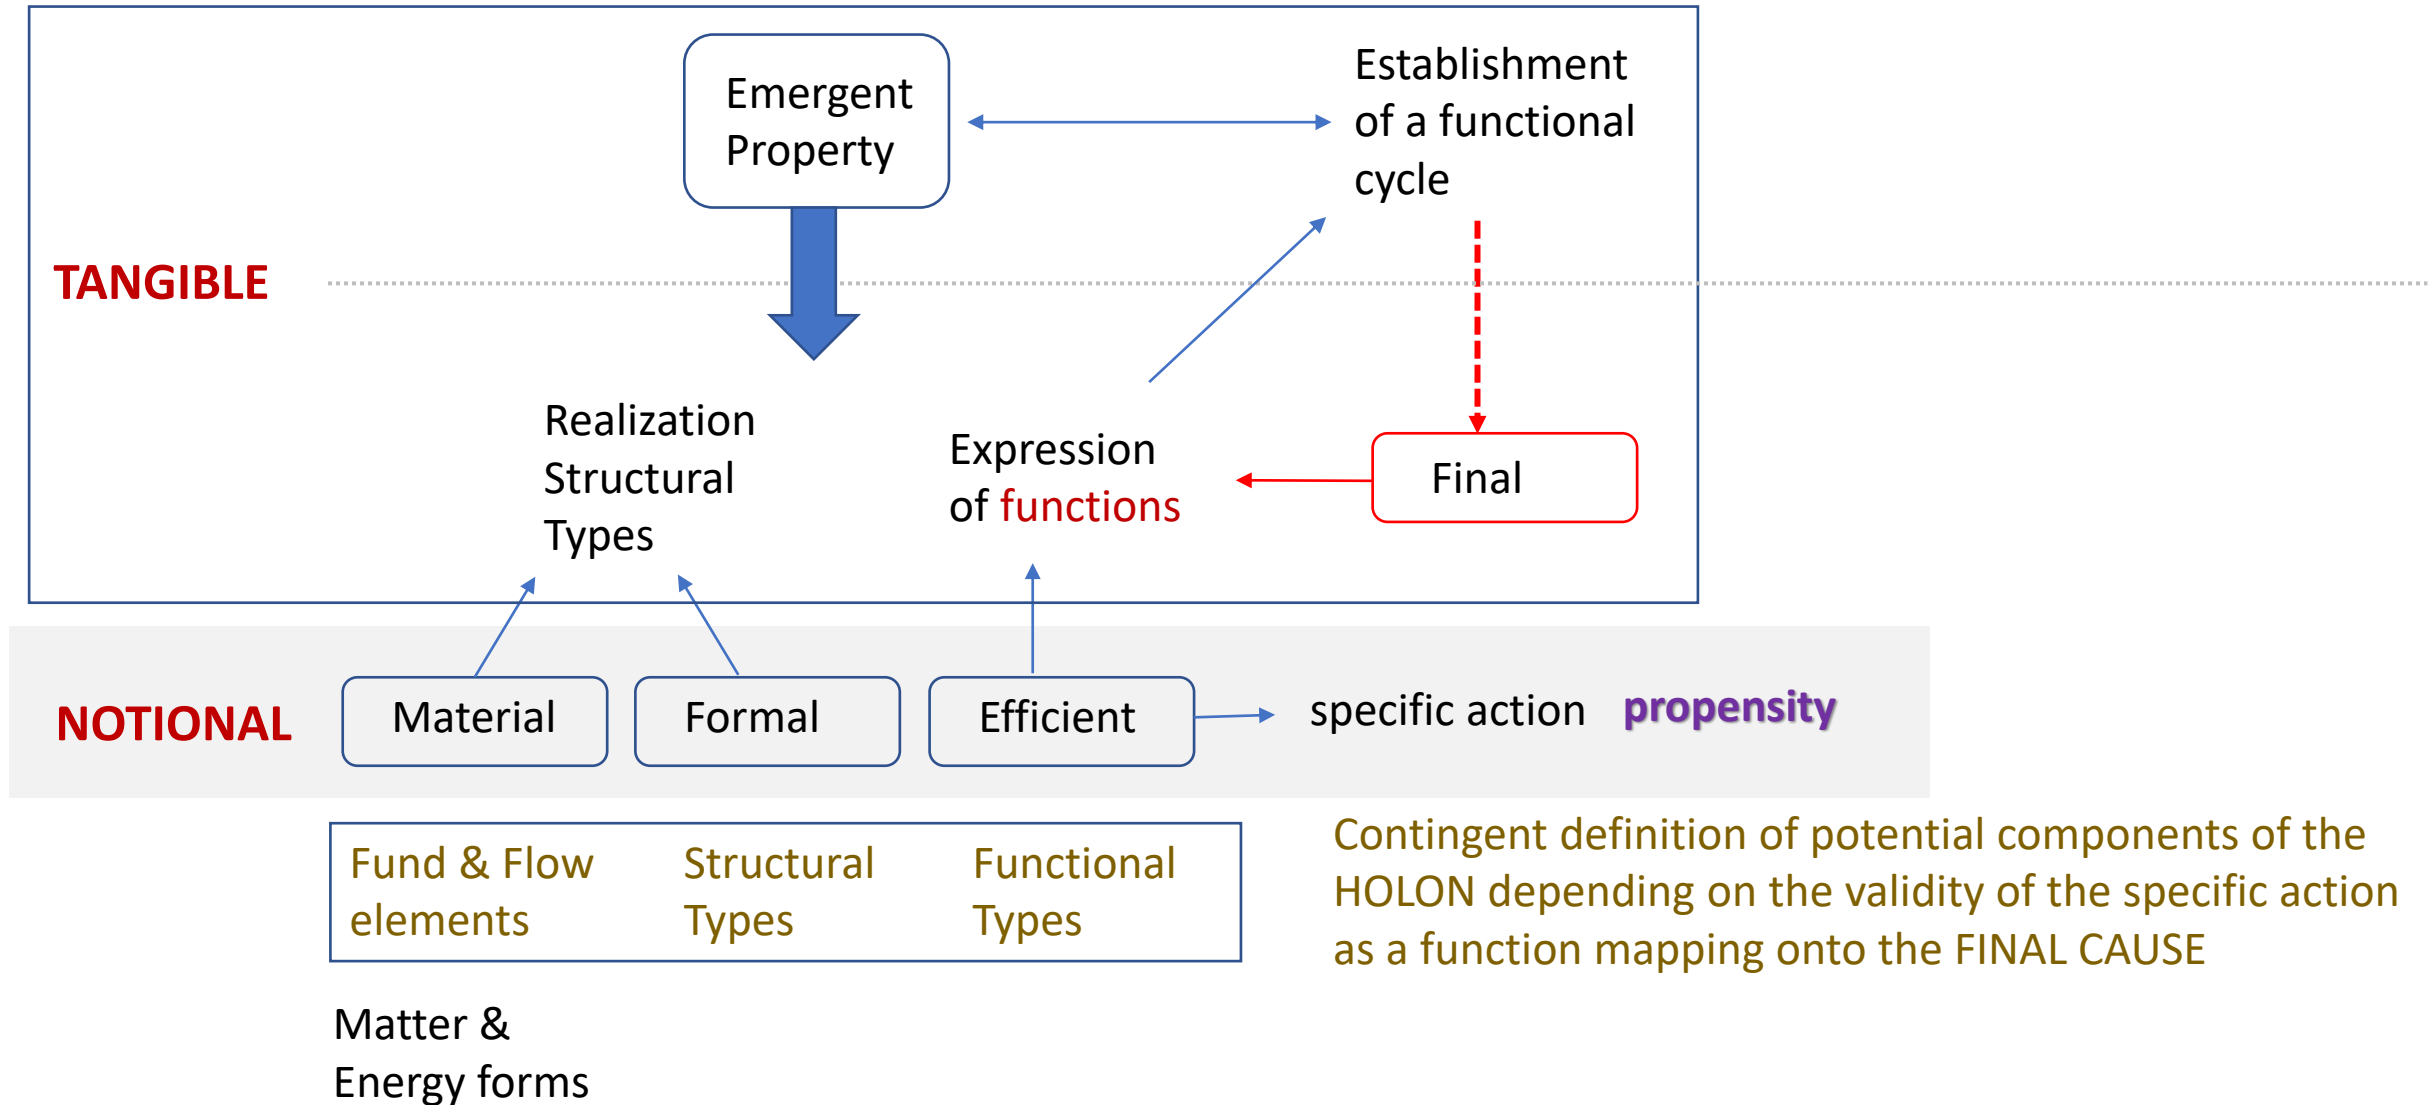 Emergent
Property
Establishment
of a functional
cycle
TANGIBLE
Realization
Structural
Types
Expression
of functions
Final
NOTIONAL
Material
Formal
Efficient
specific action
propensity
Fund & Flow
elements
Structural
Types
Functional
Types
Contingent definition of potential components of the
HOLON depending on the validity of the specific action
as a function mapping onto the FINAL CAUSE
Matter &
Energy forms